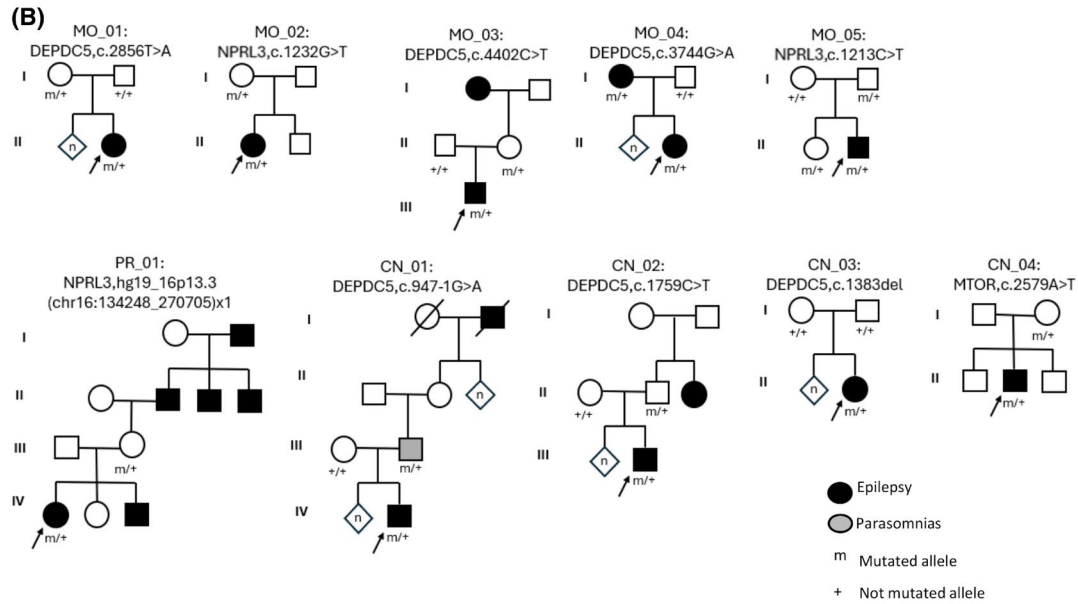 (B)
MO_01:
DEPDC5,c.2856T>A
MO_02:
NPRL3,c.1232G>T
MO_03:
DEPDC5,c.4402C>T
MO_04:
DEPDC5,c.3744G>A
MO_05:
NPRL3,c.1213C>T
I
m/+
+/+
II
n
m/+
I
m/+
II
m/+
I
II
+/+
m/+
III
m/+
I
m/+
+/+
II
n
m/+
I
+/+
m/+
II
m/+
m/+
PR_01:
NPRL3,hg19_16p13.3
(chr16:134248_270705)x1
I
II
III
m/+
IV
m/+
CN_01:
DEPDC5,c.947-1G>A
I
II
n
III
+/+
m/+
IV
n
m/+
CN_02:
DEPDC5,c.1759C>T
I
II
+/+
m/+
III
n
m/+
CN_03:
DEPDC5,c.1383del
I
+/+
+/+
II
n
m/+
CN_04:
MTOR,c.2579A>T
I
m/+
II
m/+
Epilepsy
Parasomnias
m Mutated allele
+ Not mutated allele